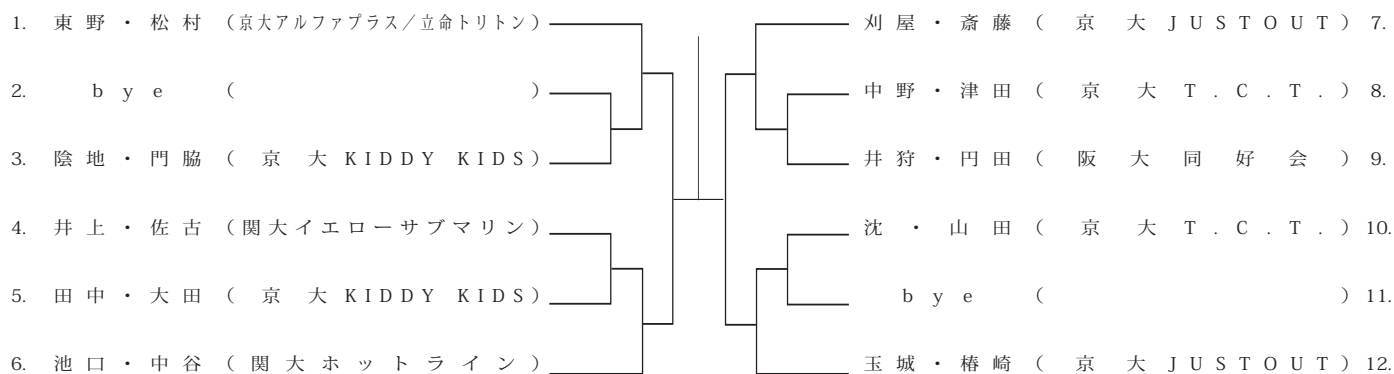 1. 東野・松村（京大アルファプラス／立命トリトン）
2. bye （ ）
3. 陰地・門脇（京大KIDDY KIDS）
4. 井上・佐古（関大イエローサブマリン）
5. 田中・大田（京大KIDDY KIDS）
6. 池口・中谷（関大ホットライン）
刈屋・斎藤（京大JUSTOUT）7.
中野・津田（京大T.C.T.）8.
井狩・円田（阪大同好会）9.
沈・山田（京大T.C.T.）10.
bye （ ）11.
玉城・椿崎（京大JUSTOUT）12.